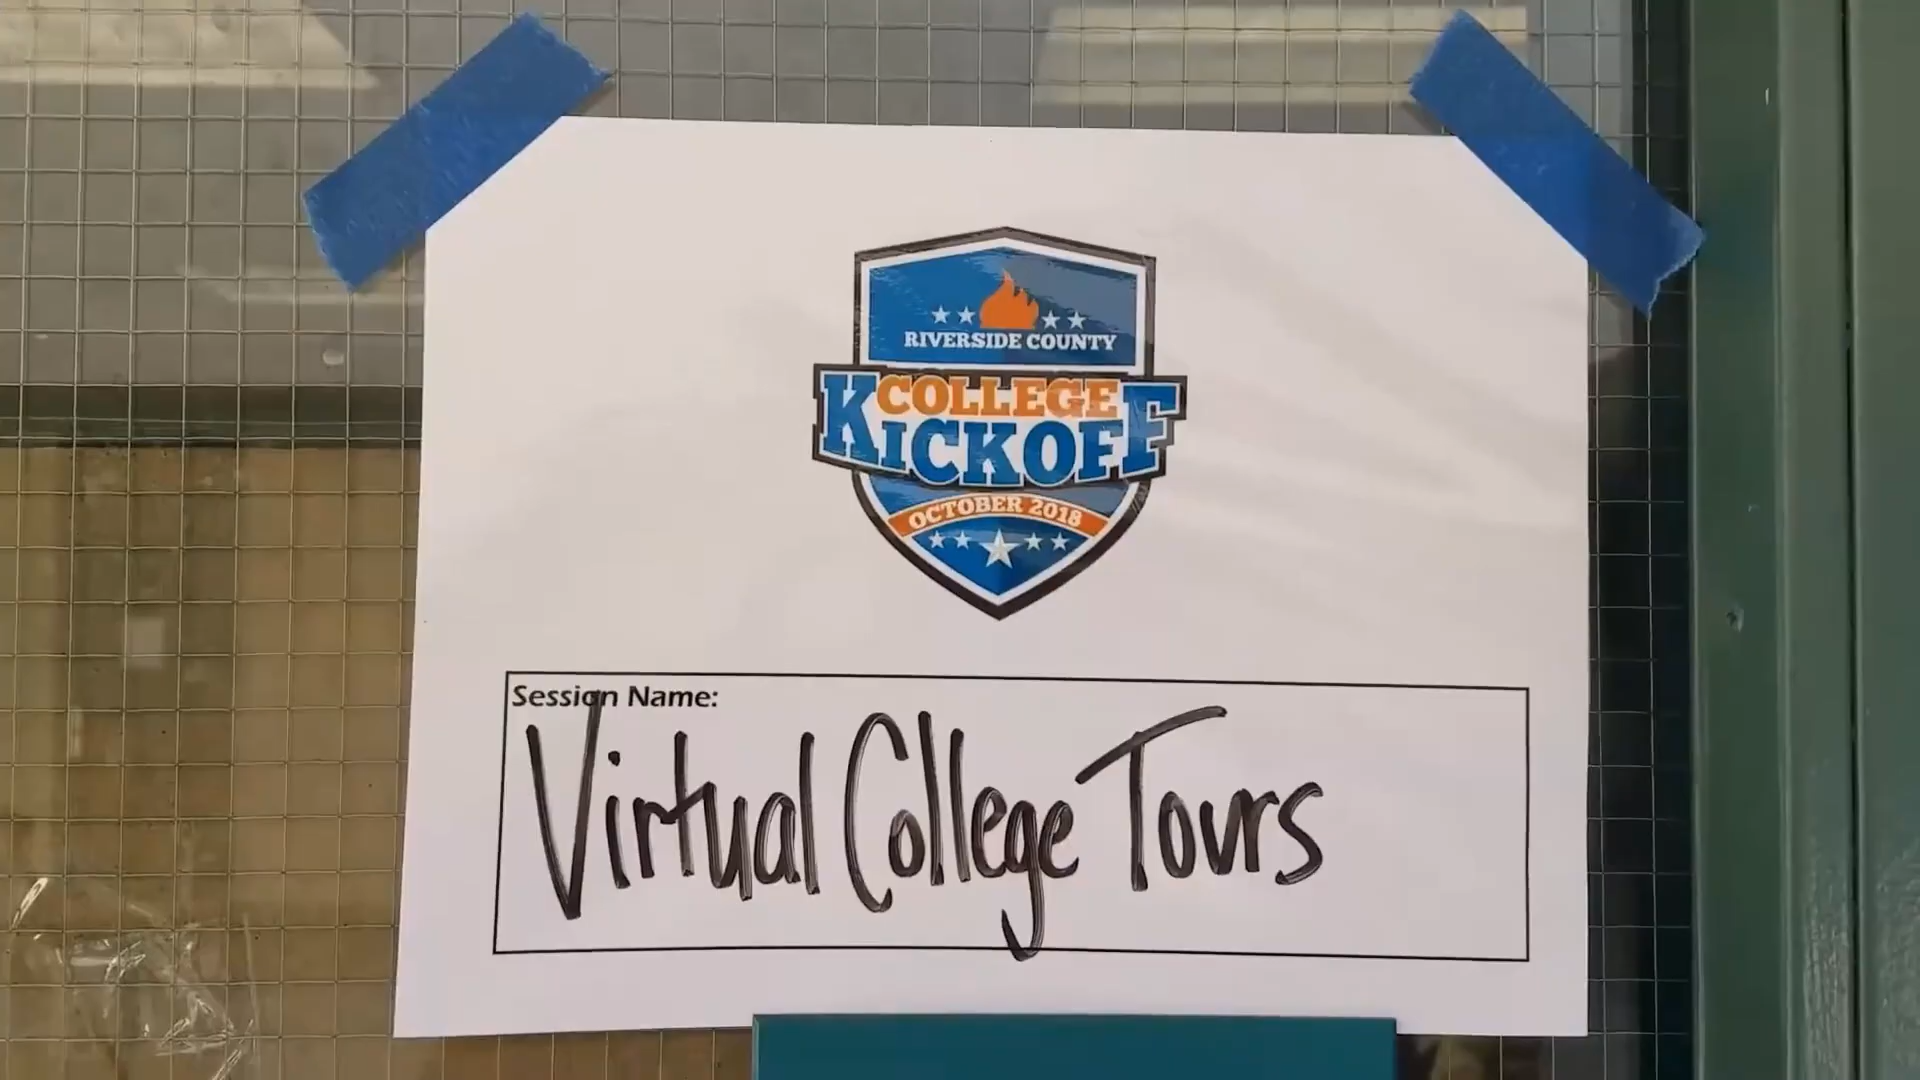 RIVERSIDE COUNTY
COLLEGE
KICKOFF
OCTOBER 2018
Session Name:
Virtual College Tours